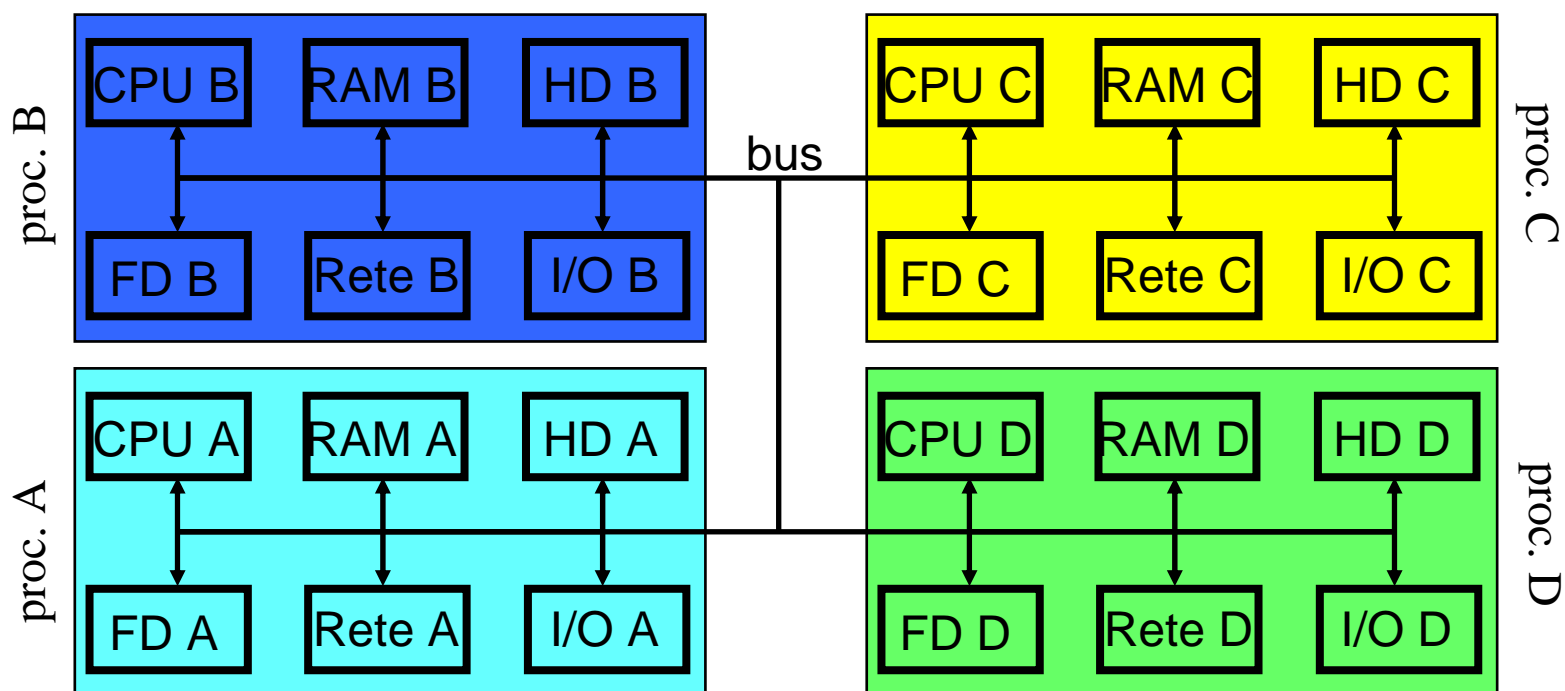 proc. B
CPU B RAM B HD B
FD B Rete B I/O B
bus
CPU C RAM C HD C
FD C Rete C I/O C
proc. C
proc. A
CPU A RAM A HD A
FD A Rete A I/O A
CPU D RAM D HD D
FD D Rete D I/O D
proc. D